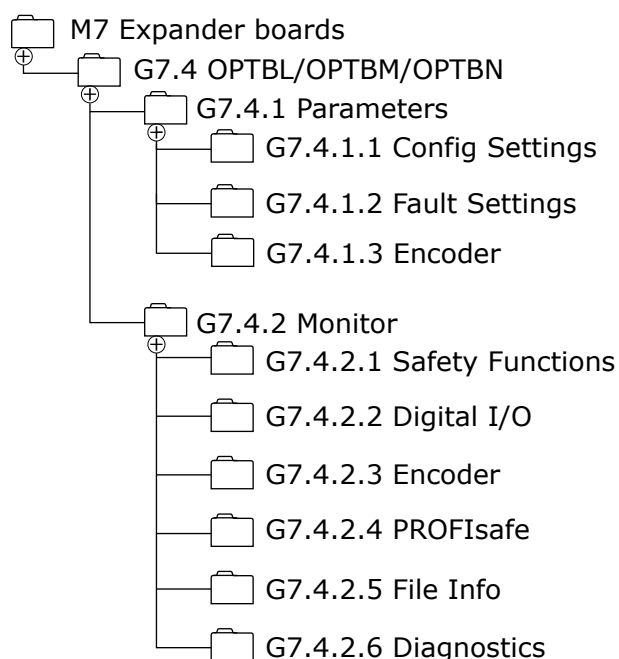 M7 Expander boards
G7.4 OPTBL/OPTBM/OPTBN
G7.4.1 Parameters
G7.4.1.1 Config Settings
G7.4.1.2 Fault Settings
G7.4.1.3 Encoder
G7.4.2 Monitor
G7.4.2.1 Safety Functions
G7.4.2.2 Digital I/O
G7.4.2.3 Encoder
G7.4.2.4 PROFIsafe
G7.4.2.5 File Info
G7.4.2.6 Diagnostics